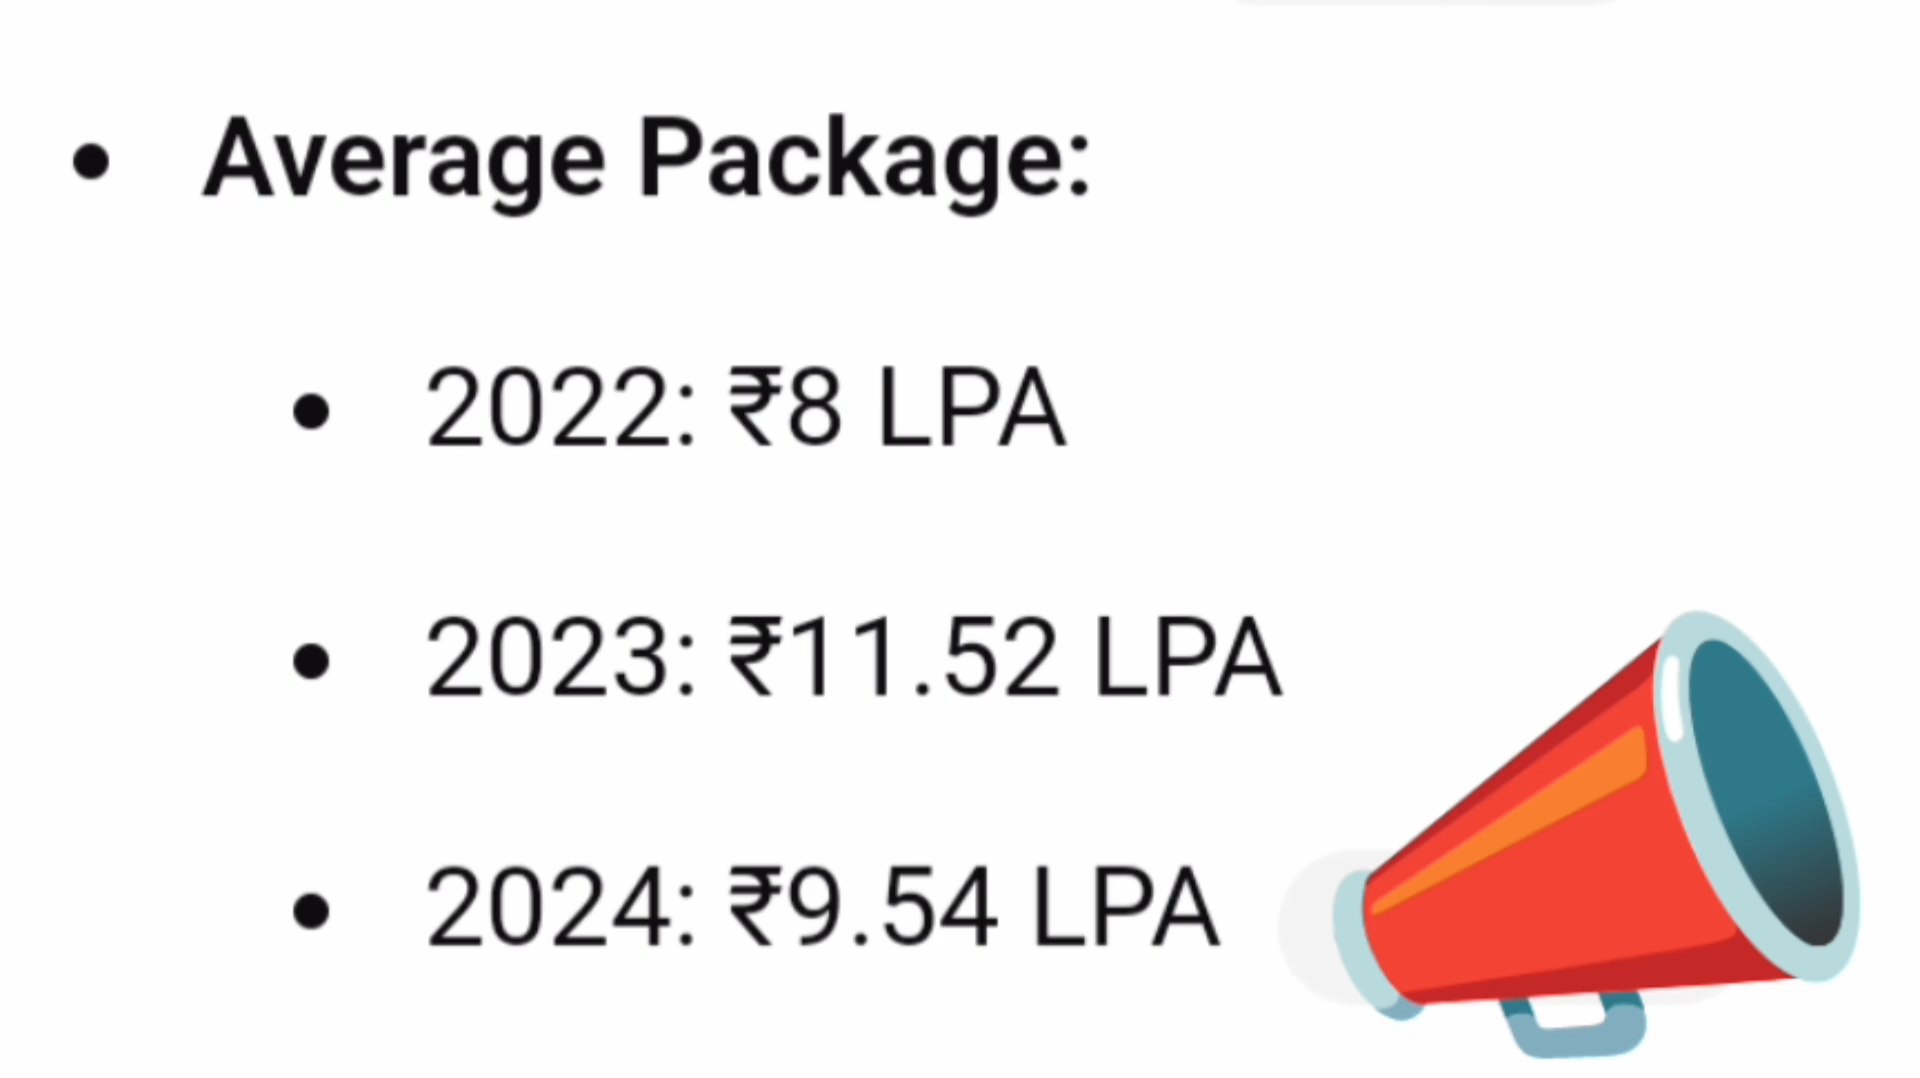 • Average Package:
• 2022: ₹8 LPA
• 2023: ₹11.52 LPA
• 2024: ₹9.54 LPA